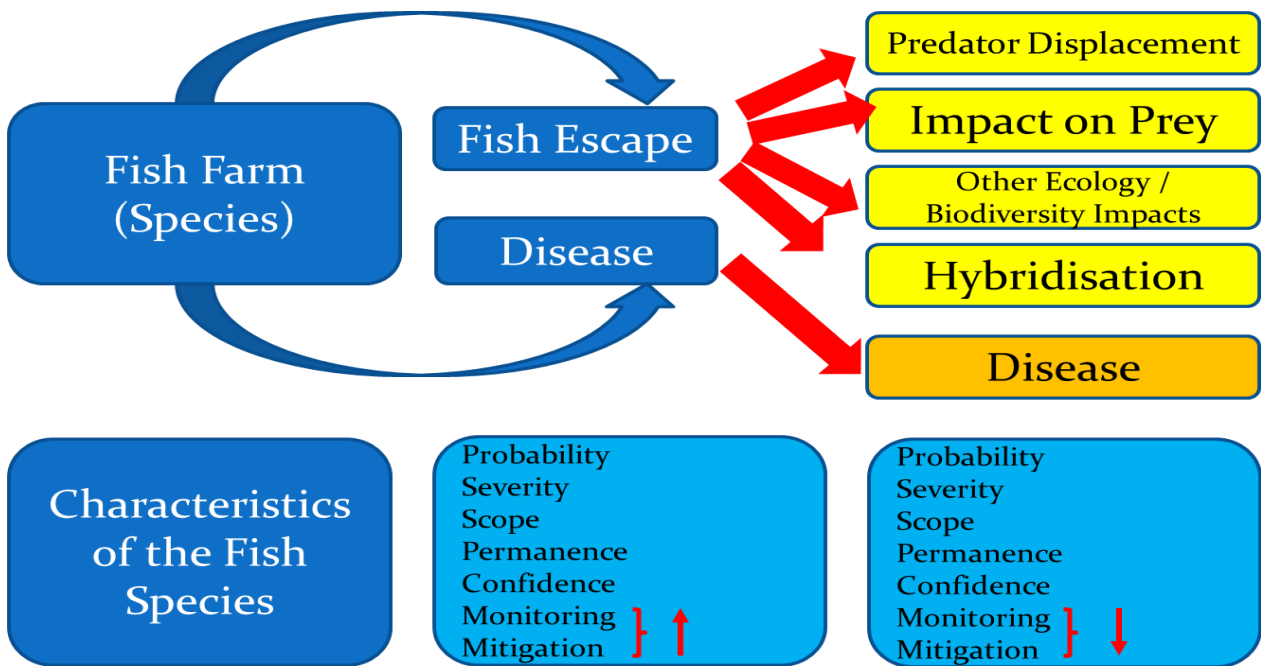 Fish Farm
(Species)
Fish Escape
Disease
Predator Displacement
Impact on Prey
Other Ecology /
Biodiversity Impacts
Hybridisation
Disease
Characteristics
of the Fish
Species
Probability
Severity
Scope
Permanence
Confidence
Monitoring
Mitigation
Probability
Severity
Scope
Permanence
Confidence
Monitoring
Mitigation